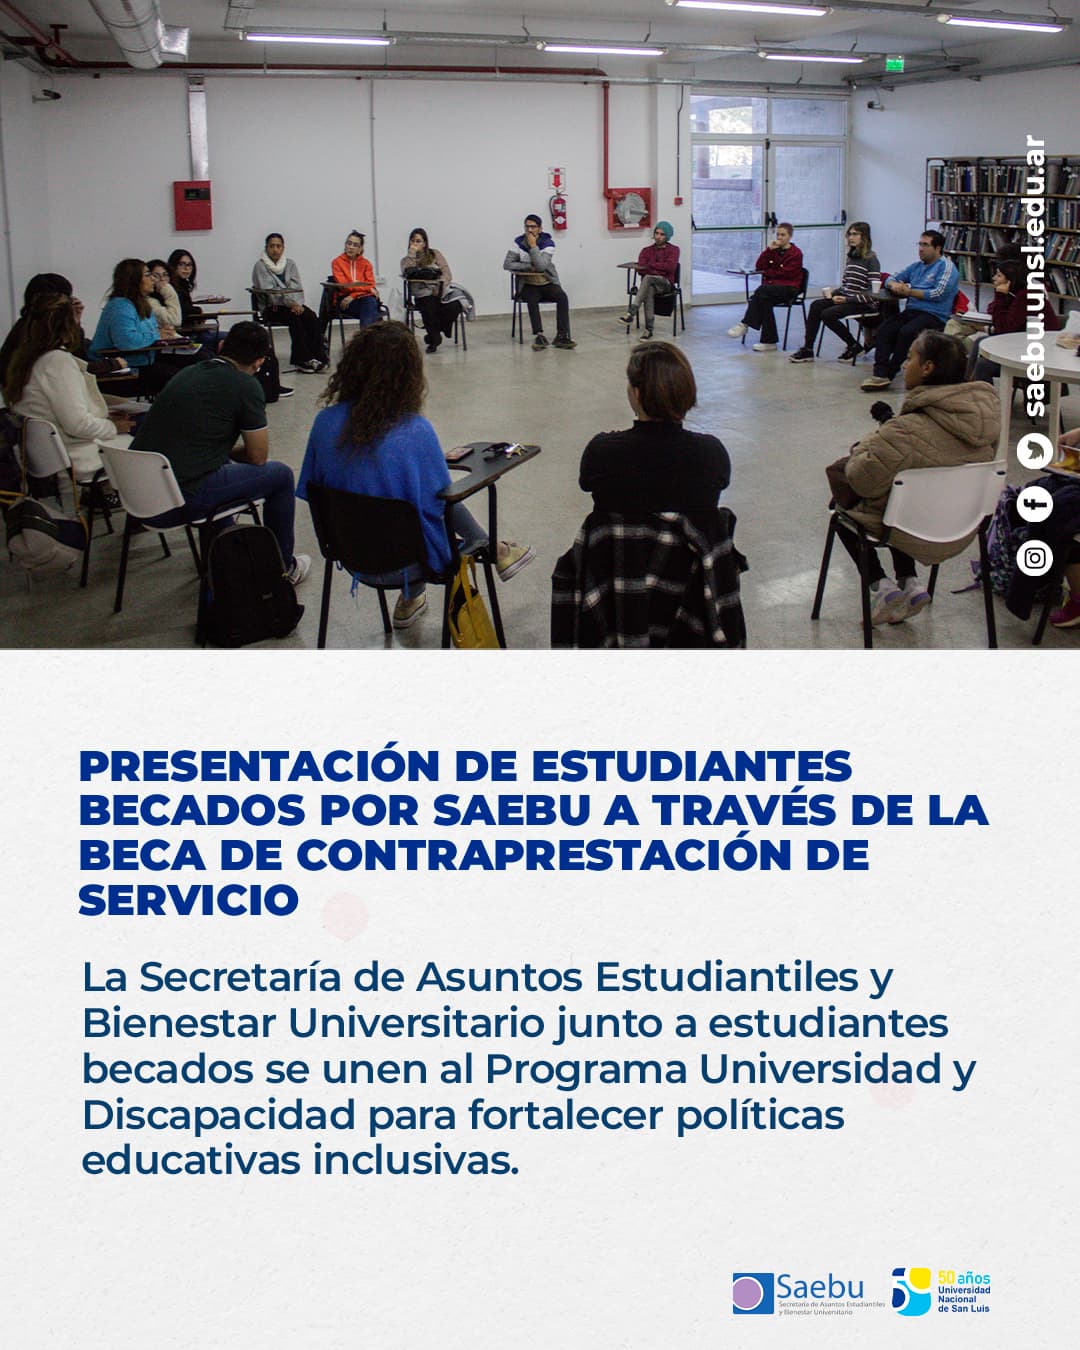 saebu.unsl.edu.ar
PRESENTACIÓN DE ESTUDIANTES
BECADOS POR SAEBU A TRAVÉS DE LA
BECA DE CONTRAPRESTACIÓN DE
SERVICIO
La Secretaría de Asuntos Estudiantiles y
Bienestar Universitario junto a estudiantes
becados se unen al Programa Universidad y
Discapacidad para fortalecer políticas
educativas inclusivas.
Saebu
Secretaría de Asuntos Estudiantiles
y Bienestar Universitario
50 años
Universidad
Nacional
de San Luis